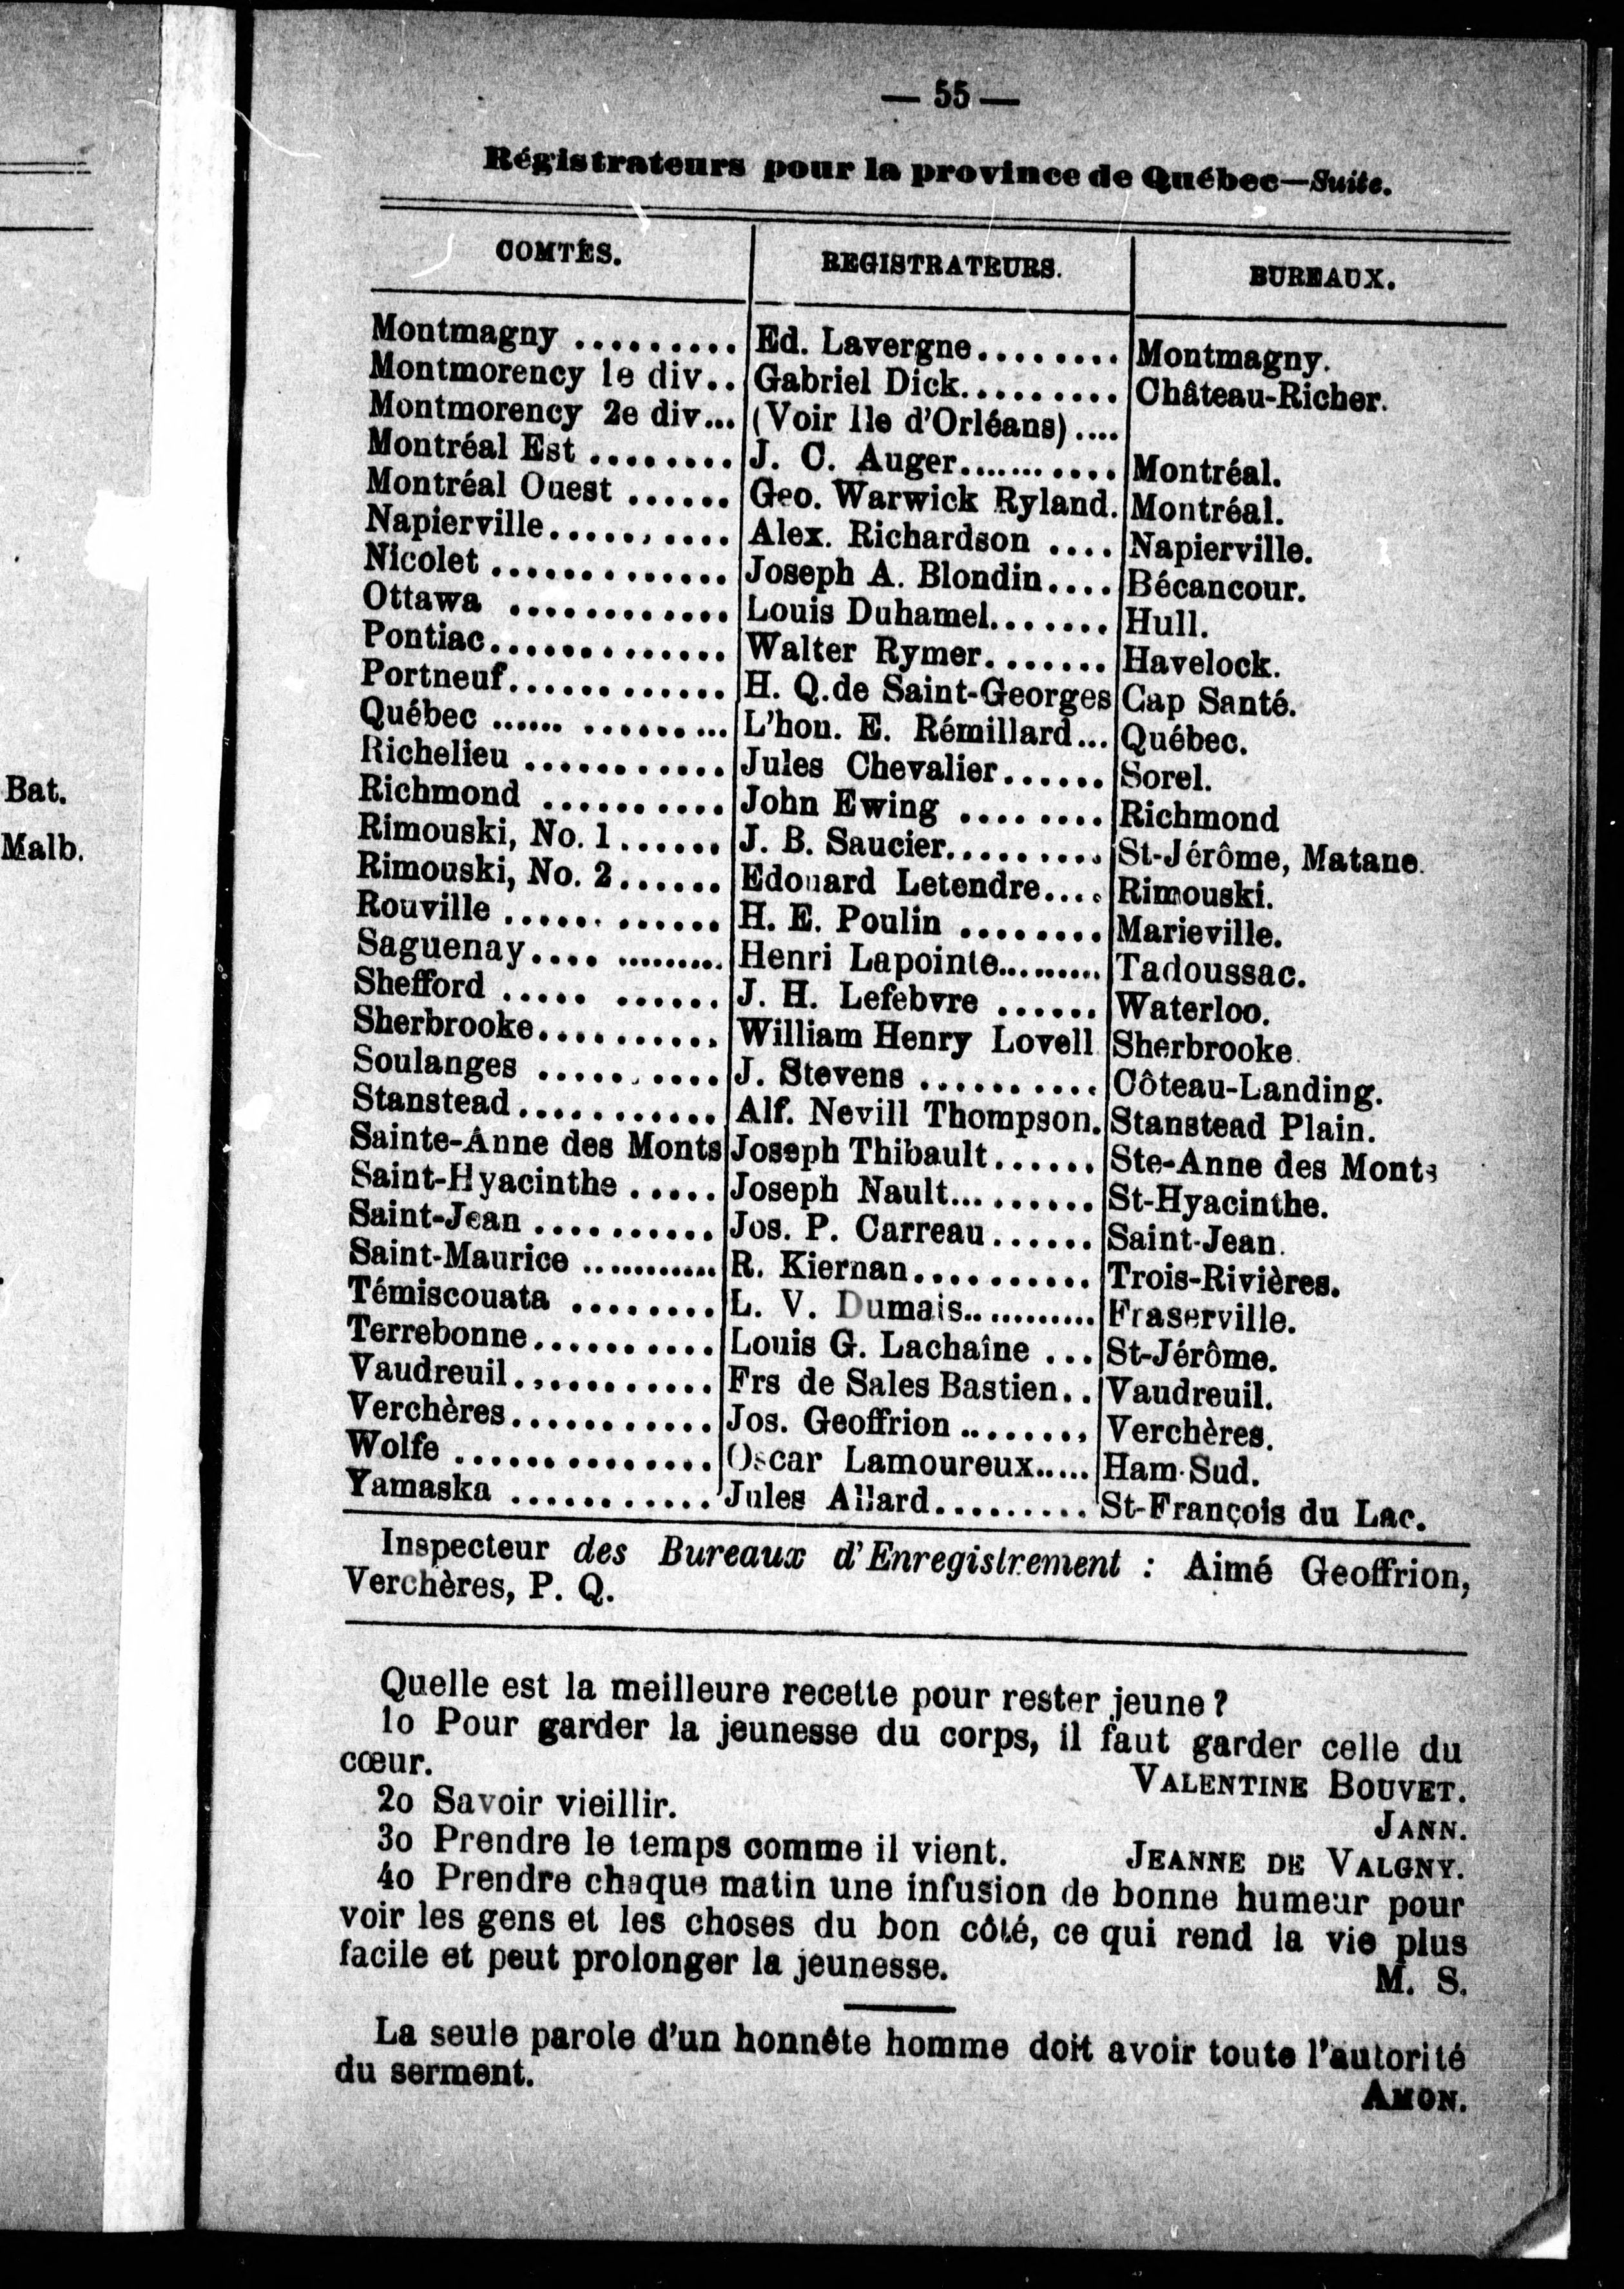 Bat.
Malb.
— 55 —
Régistrateurs pour la province de Québec—Suite.
COMTÉS. REGISTRATEURS. BUREAUX.
Montmagny ......... Ed. Lavergne........ Montmagny.
Montmorency 1e div.. Gabriel Dick.......... Château-Richer.
Montmorency 2e div... (Voir Ile d'Orléans)....
Montréal Est ........ J. C. Auger........... Montréal.
Montréal Ouest ...... Geo. Warwick Ryland. Montréal.
Napierville.......... Alex. Richardson .... Napierville.
Nicolet ............. Joseph A. Blondin.... Bécancour.
Ottawa ............ Louis Duhamel....... Hull.
Pontiac............. Walter Rymer....... Havelock.
Portneuf............ H. Q.de Saint-Georges Cap Santé.
Québec ...... ......... L'hon. E. Rémillard... Québec.
Richelieu ........... Jules Chevalier...... Sorel.
Richmond .......... John Ewing ........ Richmond
Rimouski, No. 1...... J. B. Saucier......... St-Jérôme, Matane.
Rimouski, No. 2...... Edouard Letendre.... Rimouski.
Rouville ...... ...... H. E. Poulin ........ Marieville.
Saguenay.... ......... Henri Lapointe......... Tadoussac.
Shefford ..... ...... J. H. Lefebvre ...... Waterloo.
Sherbrooke.......... William Henry Lovell Sherbrooke.
Soulanges .......... J. Stevens .......... Côteau-Landing.
Stanstead........... Alf. Nevill Thompson. Stanstead Plain.
Sainte-Anne des Monts Joseph Thibault...... Ste-Anne des Monts
Saint-Hyacinthe ..... Joseph Nault......... St-Hyacinthe.
Saint-Jean .......... Jos. P. Carreau...... Saint-Jean.
Saint-Maurice ........... R. Kiernan.......... Trois-Rivières.
Témiscouata ........ L. V. Dumais............ Fraserville.
Terrebonne.......... Louis G. Lachaîne ... St-Jérôme.
Vaudreuil........... Frs de Sales Bastien.. Vaudreuil.
Verchères........... Jos. Geoffrion ........ Verchères.
Wolfe .............. Oscar Lamoureux..... Ham-Sud.
Yamaska ........... Jules Allard......... St-François du Lac.
Inspecteur des Bureaux d'Enregistrement : Aimé Geoffrion,
Verchères, P. Q.
Quelle est la meilleure recette pour rester jeune ?
1o Pour garder la jeunesse du corps, il faut garder celle du
cœur. VALENTINE BOUVET.
2o Savoir vieillir. JANN.
3o Prendre le temps comme il vient. JEANNE DE VALGNY.
4o Prendre chaque matin une infusion de bonne humeur pour
voir les gens et les choses du bon côté, ce qui rend la vie plus
facile et peut prolonger la jeunesse. M. S.
La seule parole d'un honnête homme doit avoir toute l'autorité
du serment. AMON.